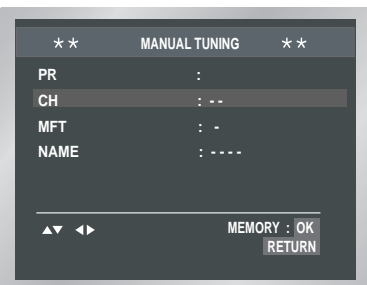 ** MANUAL TUNING **
PR :
CH : --
MFT : -
NAME : ----
▲▼ ◀▶ MEMORY : OK
RETURN